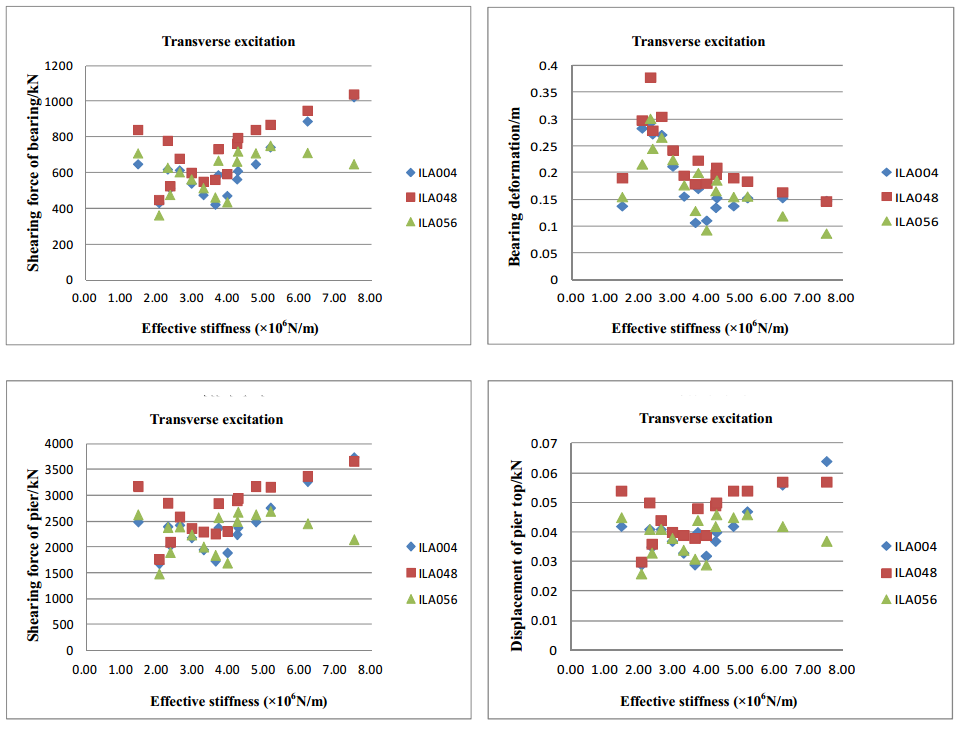 Transverse excitation
Shearing force of bearing/kN
1200
1000
800
600
400
200
0
0.00 1.00 2.00 3.00 4.00 5.00 6.00 7.00 8.00
Effective stiffness (×10⁶N/m)
ILA004
ILA048
ILA056
Transverse excitation
Bearing deformation/m
0.4
0.35
0.3
0.25
0.2
0.15
0.1
0.05
0
0.00 1.00 2.00 3.00 4.00 5.00 6.00 7.00 8.00
Effective stiffness (×10⁶N/m)
ILA004
ILA048
ILA056
Transverse excitation
Shearing force of pier/kN
4000
3500
3000
2500
2000
1500
1000
500
0
0.00 1.00 2.00 3.00 4.00 5.00 6.00 7.00 8.00
Effective stiffness (×10⁶N/m)
ILA004
ILA048
ILA056
Transverse excitation
Displacement of pier top/kN
0.07
0.06
0.05
0.04
0.03
0.02
0.01
0
0.00 1.00 2.00 3.00 4.00 5.00 6.00 7.00 8.00
Effective stiffness (×10⁶N/m)
ILA004
ILA048
ILA056